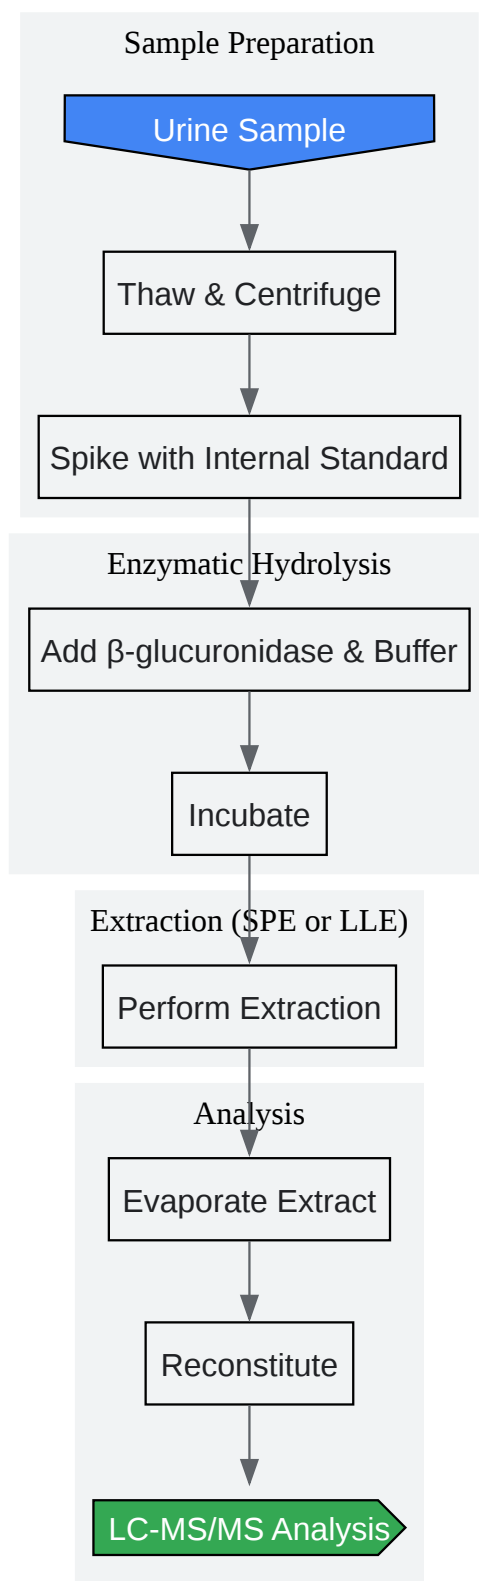 Sample Preparation
Urine Sample
Thaw & Centrifuge
Spike with Internal Standard
Enzymatic Hydrolysis
Add β-glucuronidase & Buffer
Incubate
Extraction (SPE or LLE)
Perform Extraction
Analysis
Evaporate Extract
Reconstitute
LC-MS/MS Analysis